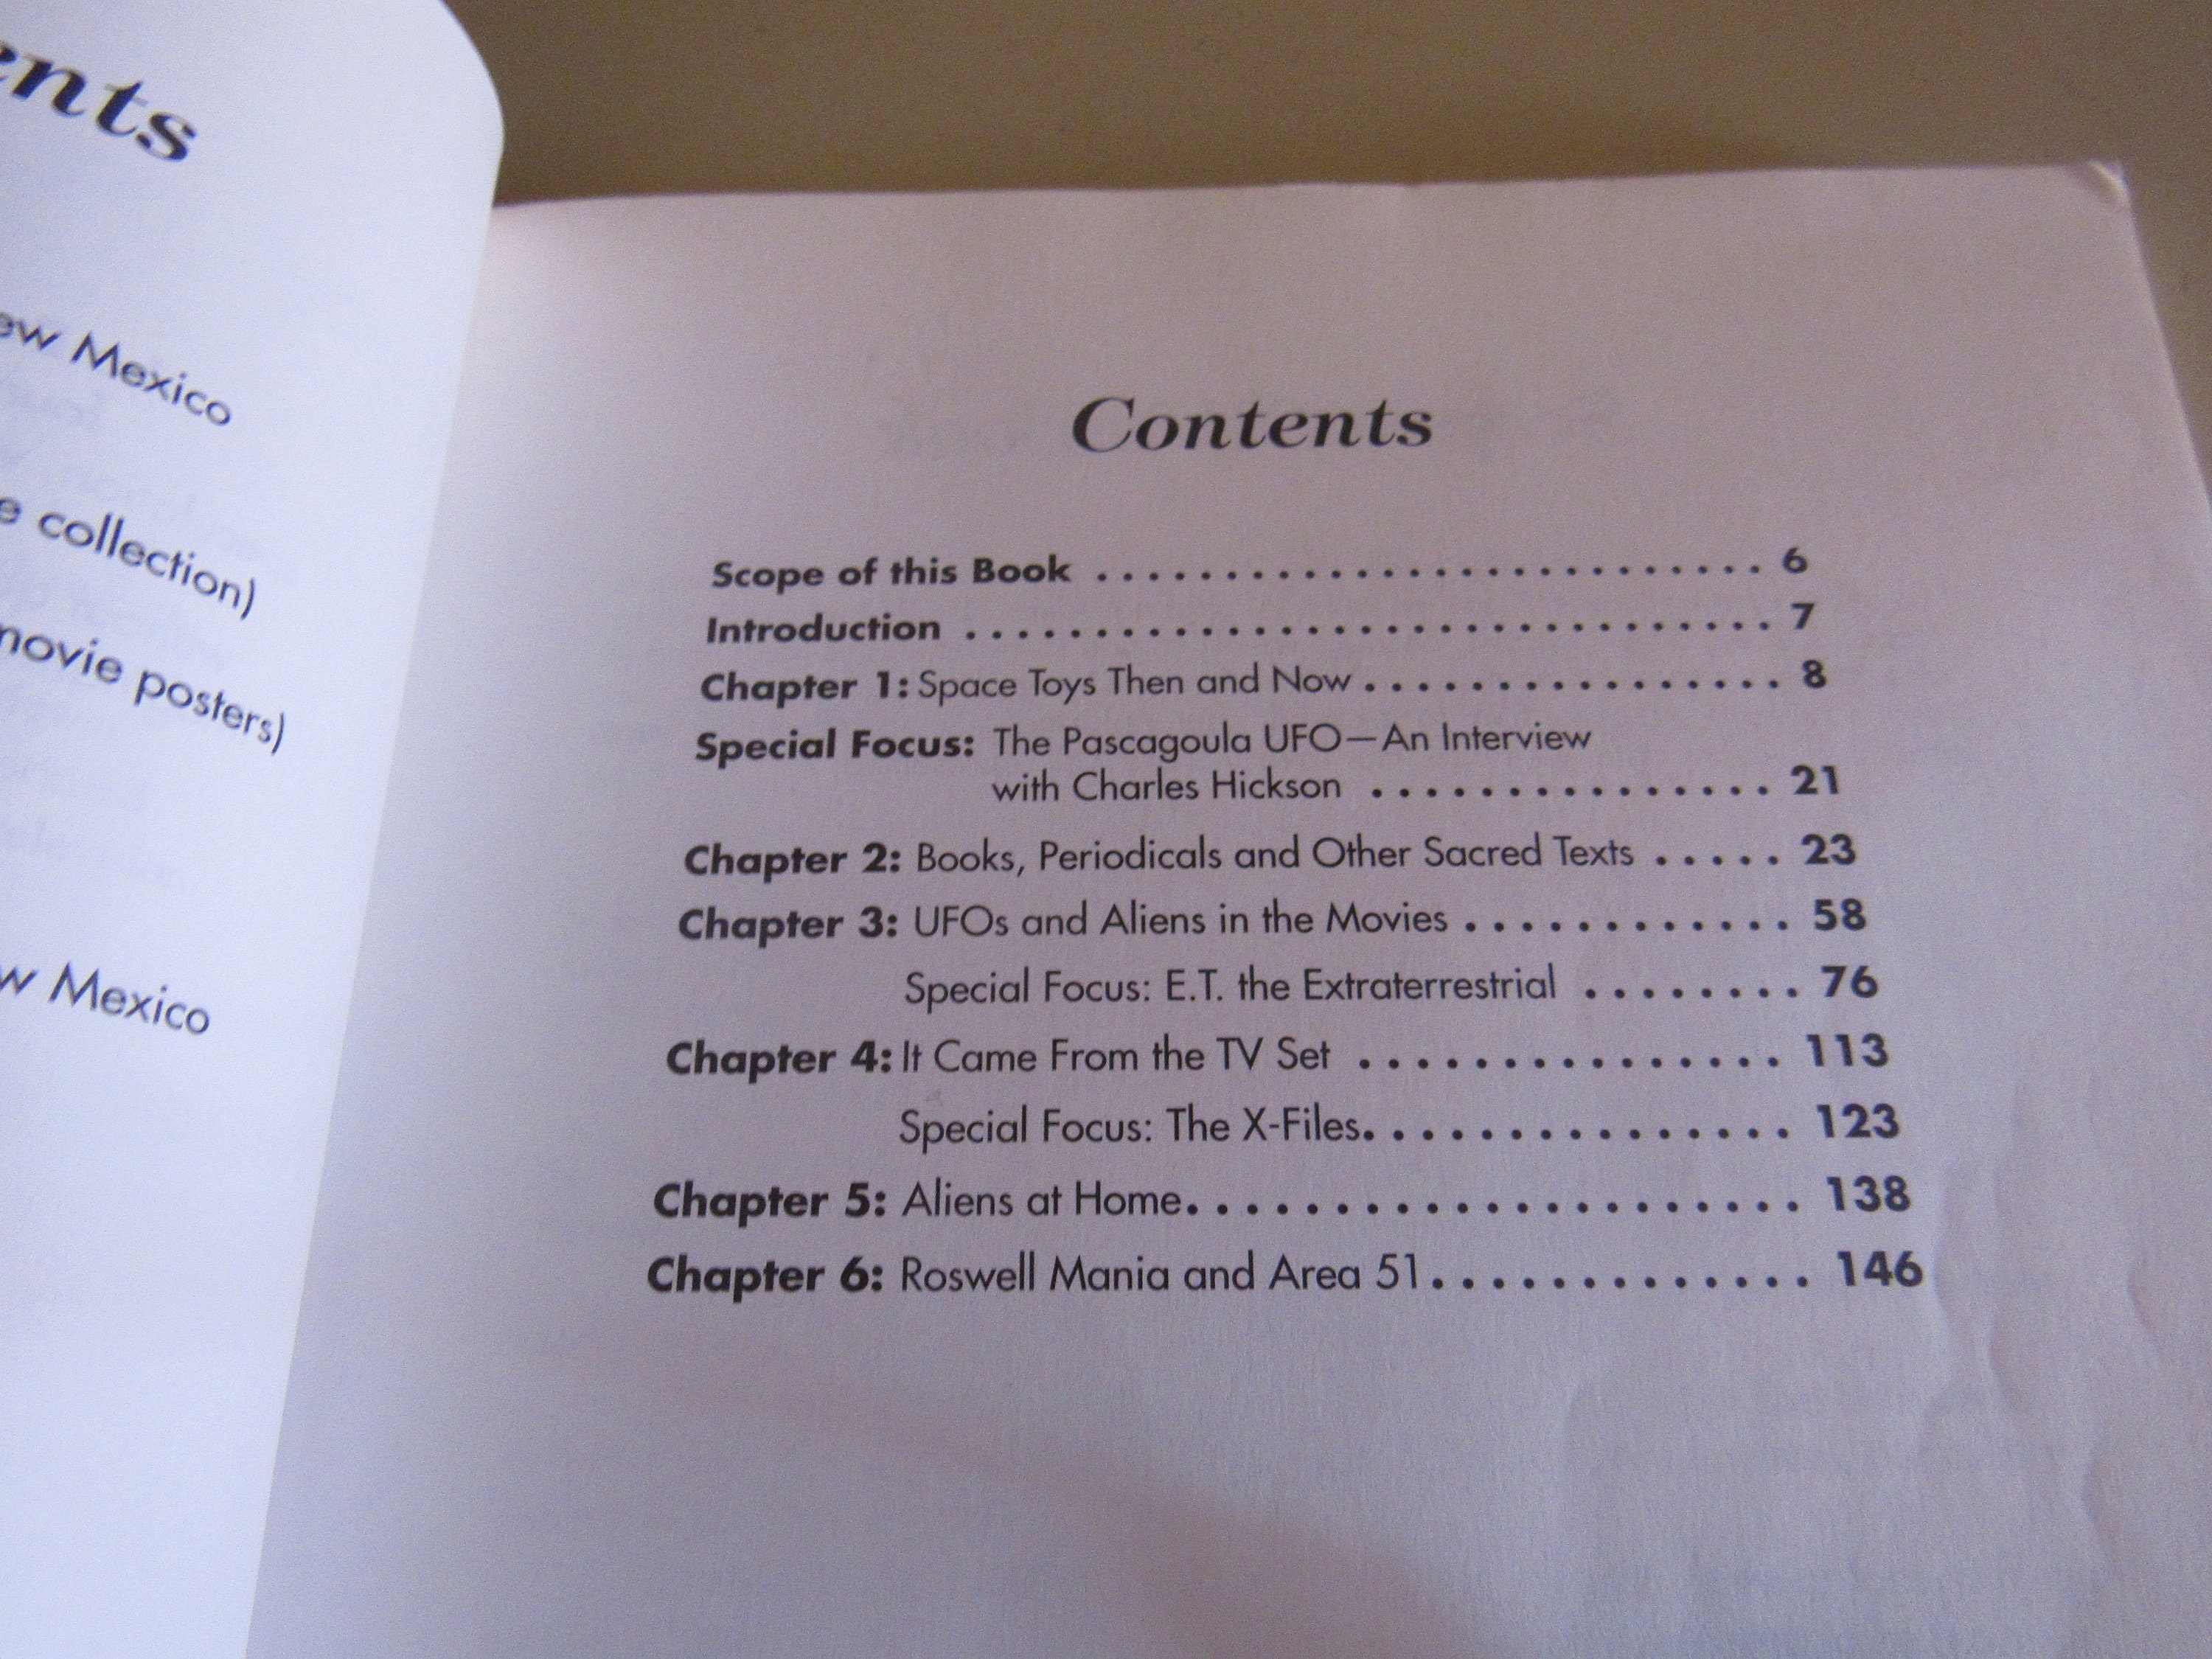 Mexico
collection)
posters)
Mexico
Contents
Scope of this Book . . . . . . . . . . . . . . . . . . . . . . . . . . 6
Introduction . . . . . . . . . . . . . . . . . . . . . . . . . . . . . . . 7
Chapter 1: Space Toys Then and Now . . . . . . . . . . . . . . . . 8
Special Focus: The Pascagoula UFO—An Interview
with Charles Hickson . . . . . . . . . . . . . . . 21
Chapter 2: Books, Periodicals and Other Sacred Texts . . . . . 23
Chapter 3: UFOs and Aliens in the Movies . . . . . . . . . . . . 58
Special Focus: E.T. the Extraterrestrial . . . . . . . . 76
Chapter 4: It Came From the TV Set . . . . . . . . . . . . . . . 113
Special Focus: The X-Files. . . . . . . . . . . . . . . 123
Chapter 5: Aliens at Home. . . . . . . . . . . . . . . . . . . . . 138
Chapter 6: Roswell Mania and Area 51. . . . . . . . . . . . . 146